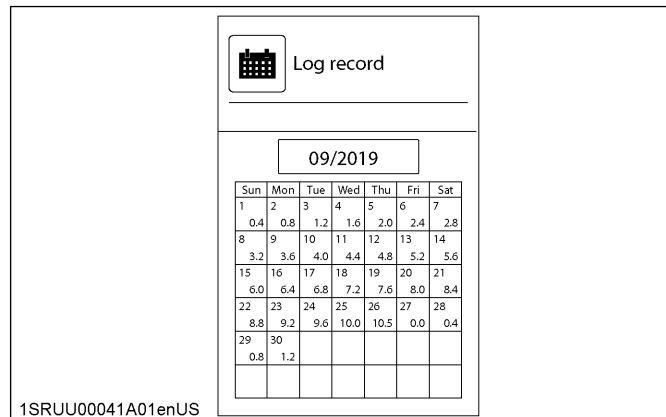 Log record
09/2019
Sun Mon Tue Wed Thu Fri Sat
1 2 3 4 5 6 7
0.4 0.8 1.2 1.6 2.0 2.4 2.8
8 9 10 11 12 13 14
3.2 3.6 4.0 4.4 4.8 5.2 5.6
15 16 17 18 19 20 21
6.0 6.4 6.8 7.2 7.6 8.0 8.4
22 23 24 25 26 27 28
8.8 9.2 9.6 10.0 10.5 0.0 0.4
29 30
0.8 1.2
1SRUU00041A01enUS